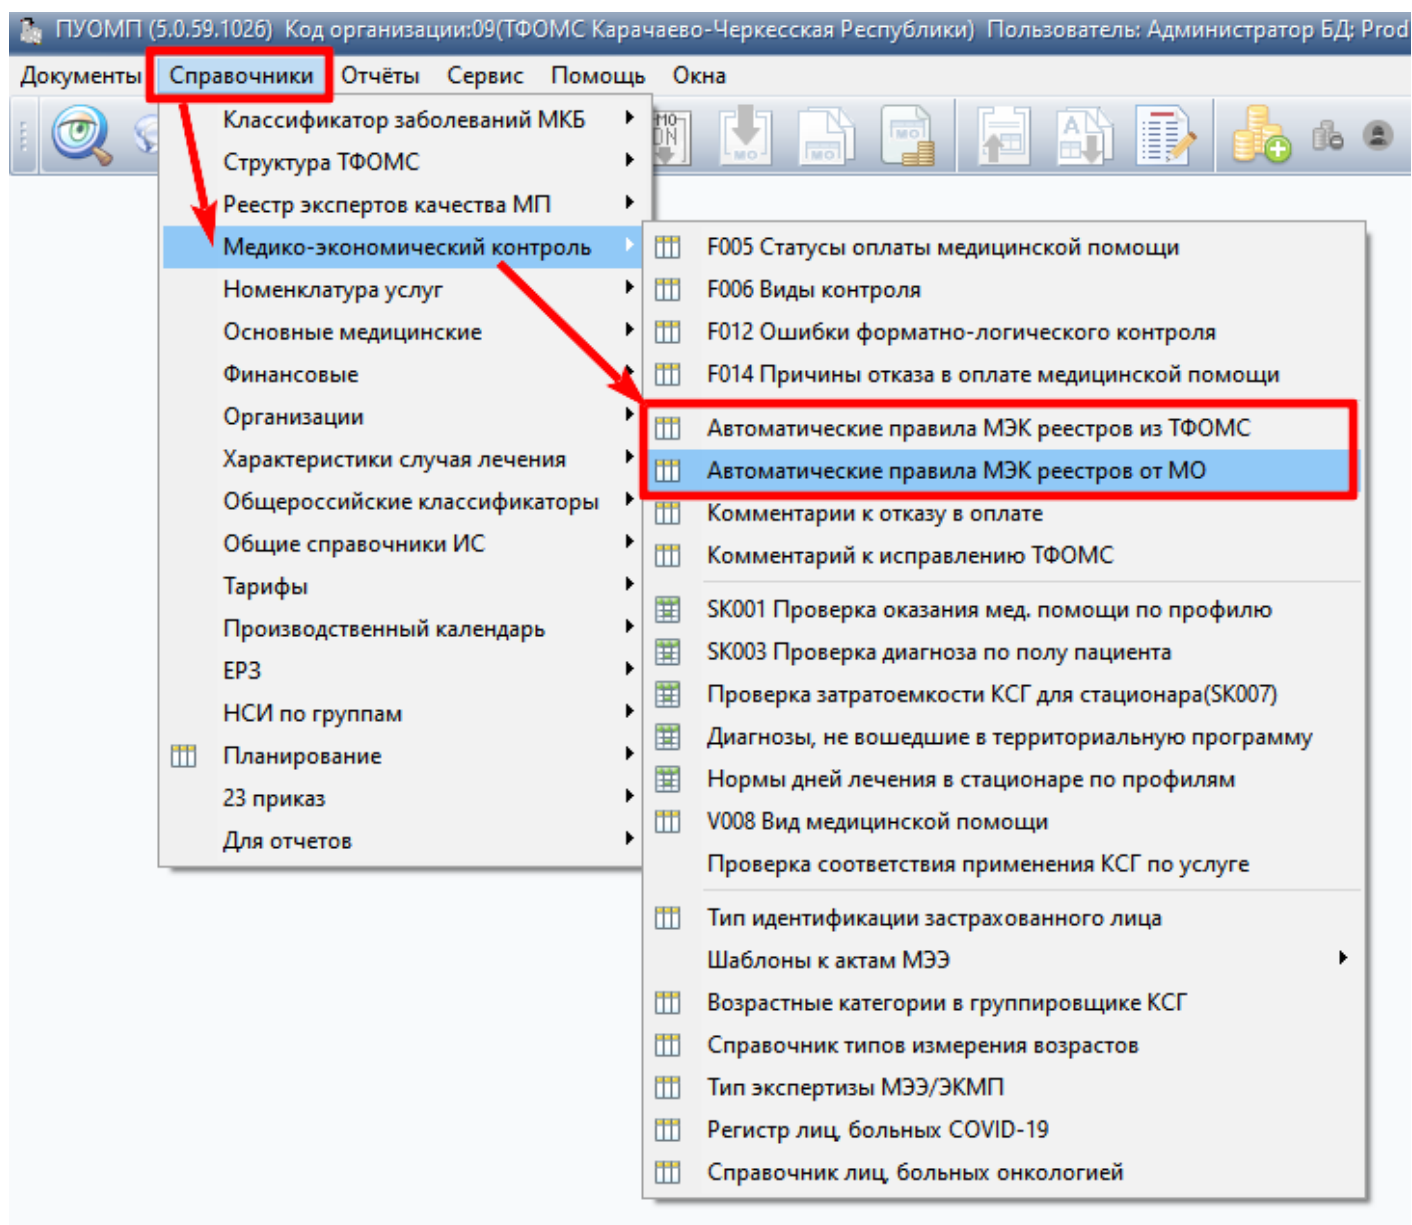 ПУОМП (5.0.59.1026) Код организации:09(ТФОМС Карачаево-Черкесская Республики) Пользователь: Администратор БД: Prod
Документы Справочники Отчёты Сервис Помощь Окна
МО-
DN
МО
МО
МО
A
Классификатор заболеваний МКБ
Структура ТФОМС
Реестр экспертов качества МП
Медико-экономический контроль
Номенклатура услуг
Основные медицинские
Финансовые
Организации
Характеристики случая лечения
Общероссийские классификаторы
Общие справочники ИС
Тарифы
Производственный календарь
ЕРЗ
НСИ по группам
Планирование
23 приказ
Для отчетов
F005 Статусы оплаты медицинской помощи
F006 Виды контроля
F012 Ошибки форматно-логического контроля
F014 Причины отказа в оплате медицинской помощи
Автоматические правила МЭК реестров из ТФОМС
Автоматические правила МЭК реестров от МО
Комментарии к отказу в оплате
Комментарий к исправлению ТФОМС
SK001 Проверка оказания мед. помощи по профилю
SK003 Проверка диагноза по полу пациента
Проверка затратоемкости КСГ для стационара(SK007)
Диагнозы, не вошедшие в территориальную программу
Нормы дней лечения в стационаре по профилям
V008 Вид медицинской помощи
Проверка соответствия применения КСГ по услуге
Тип идентификации застрахованного лица
Шаблоны к актам МЭЭ
Возрастные категории в группировщике КСГ
Справочник типов измерения возрастов
Тип экспертизы МЭЭ/ЭКМП
Регистр лиц, больных COVID-19
Справочник лиц, больных онкологией